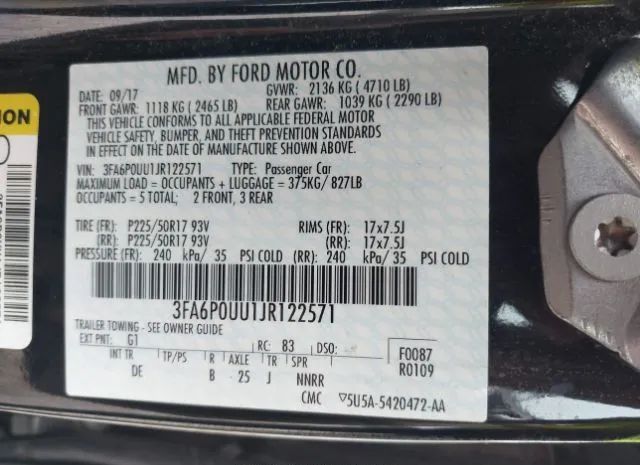 MFD. BY FORD MOTOR CO.
DATE: 09/17 GVWR: 2136 KG ( 4710 LB)
FRONT GAWR: 1118 KG ( 2465 LB) REAR GAWR: 1039 KG ( 2290 LB)
THIS VEHICLE CONFORMS TO ALL APPLICABLE FEDERAL MOTOR
VEHICLE SAFETY, BUMPER, AND THEFT PREVENTION STANDARDS
IN EFFECT ON THE DATE OF MANUFACTURE SHOWN ABOVE.
VIN: 3FA6P0UU1JR122571 TYPE: Passenger Car
MAXIMUM LOAD = OCCUPANTS + LUGGAGE = 375KG/ 827LB
OCCUPANTS = 5 TOTAL; 2 FRONT, 3 REAR
TIRE (FR): P225/50R17 93V RIMS (FR): 17x7.5J
(RR): P225/50R17 93V (RR): 17x7.5J
PRESSURE (FR): 240 kPa/ 35 PSI COLD (RR): 240 kPa/ 35 PSI COLD
3FA6P0UU1JR122571
TRAILER TOWING - SEE OWNER GUIDE
EXT PNT: G1 RC: 83 DSO: F0087
INT TR TP/PS R AXLE TR SPR R0109
DE B 25 J NNRR
CMC ▽5U5A-5420472-AA
ION